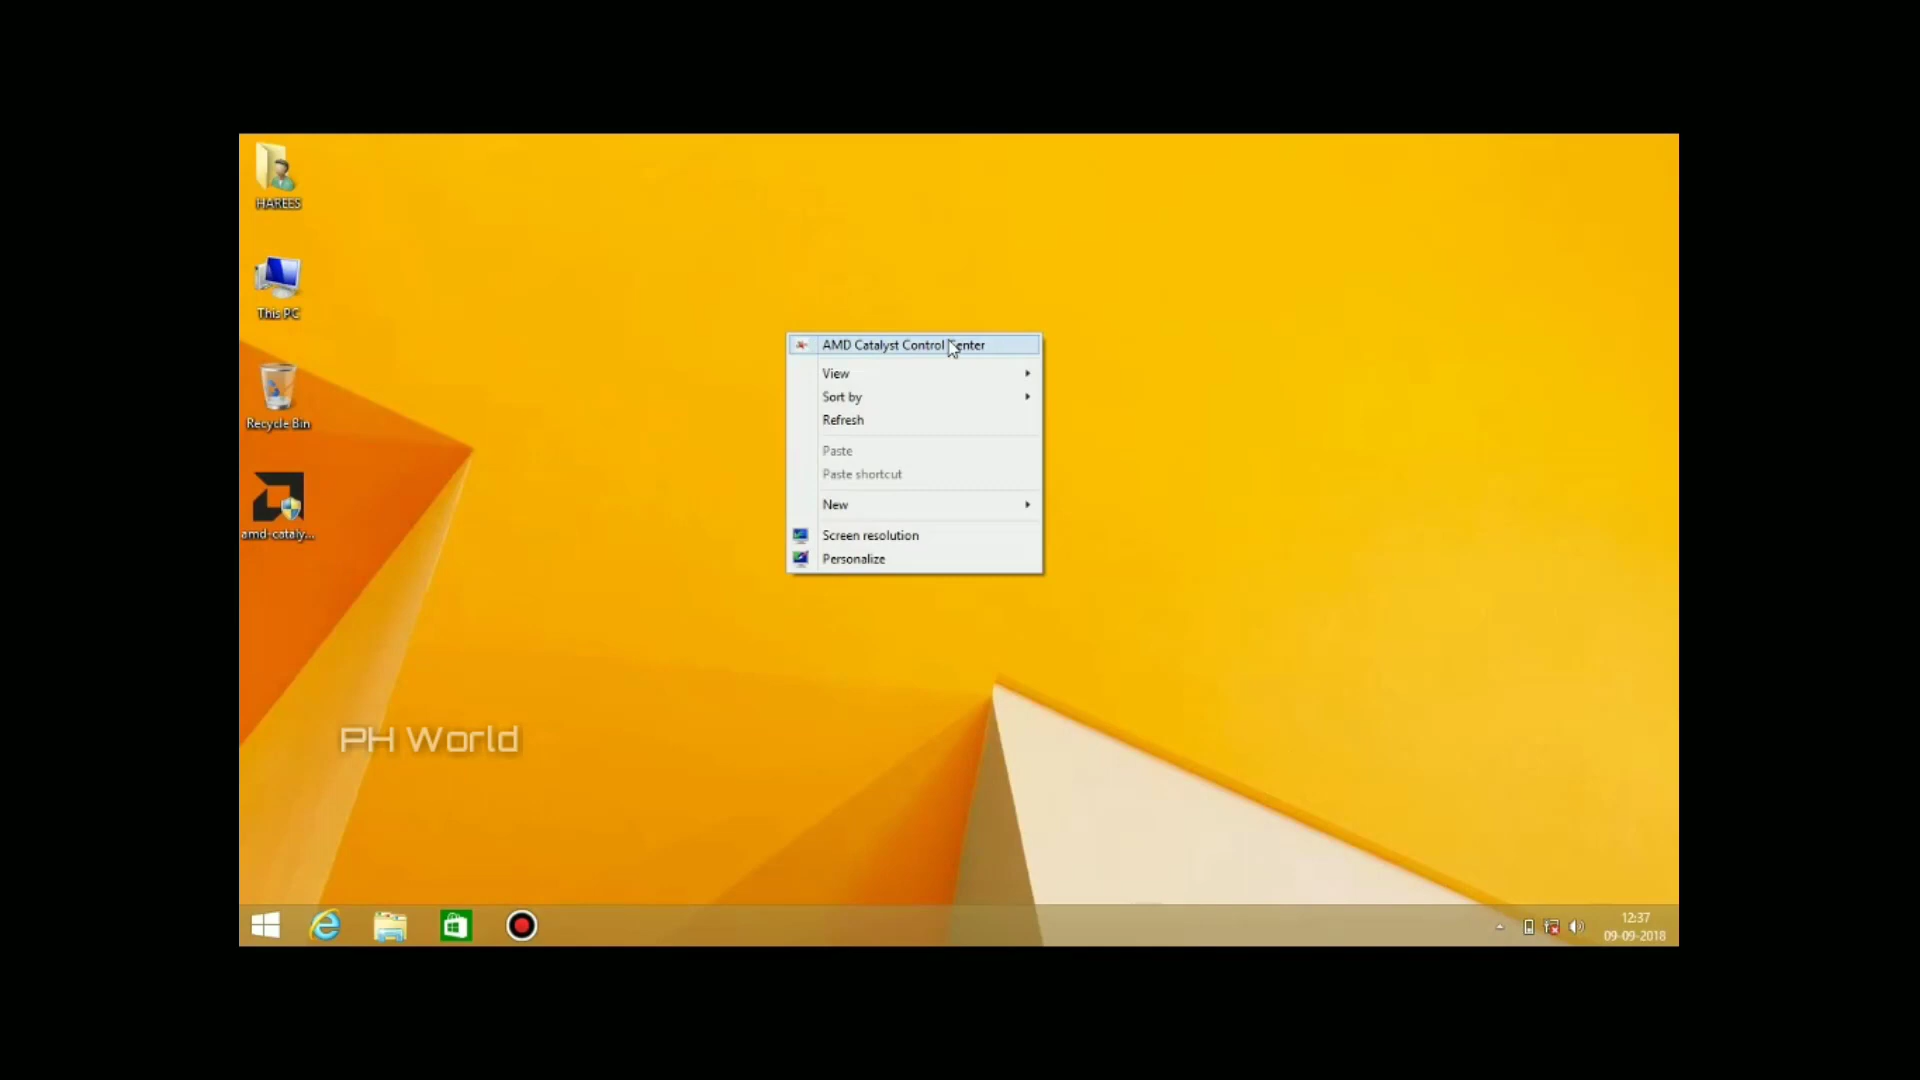 HAREES
This PC
Recycle Bin
amd-cataly...
AMD Catalyst Control Center
View
Sort by
Refresh
Paste
Paste shortcut
New
Screen resolution
Personalize
PH World
12:37
09-09-2018